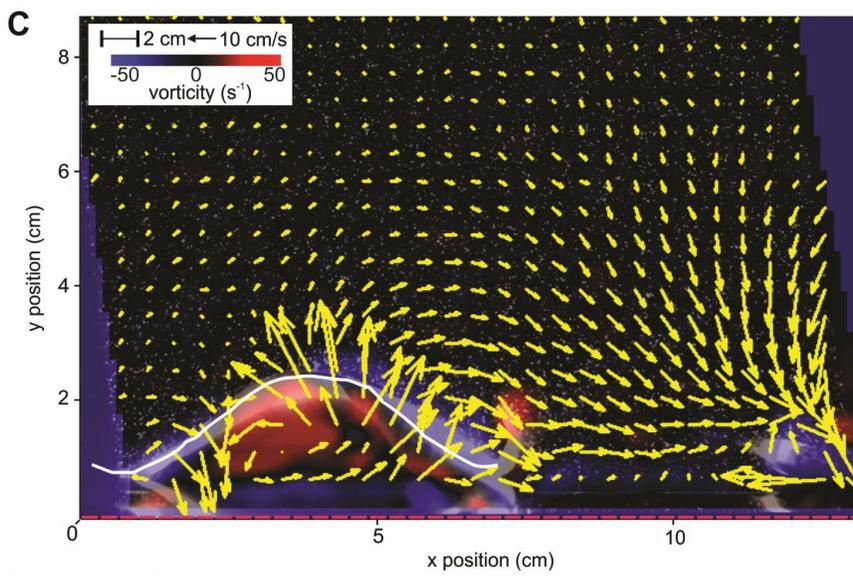 C
2 cm 10 cm/s
-50 0 50
vorticity (s⁻¹)
8
6
4
2
y position (cm)
0 5 10
x position (cm)